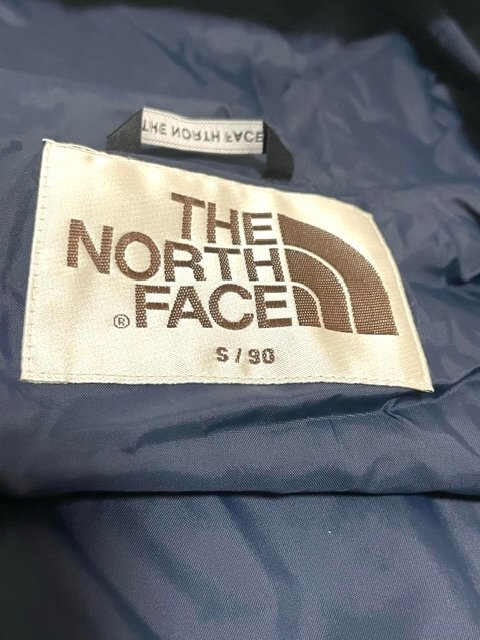 THE NORTH FACE
THE
NORTH
FACE®
S / 90